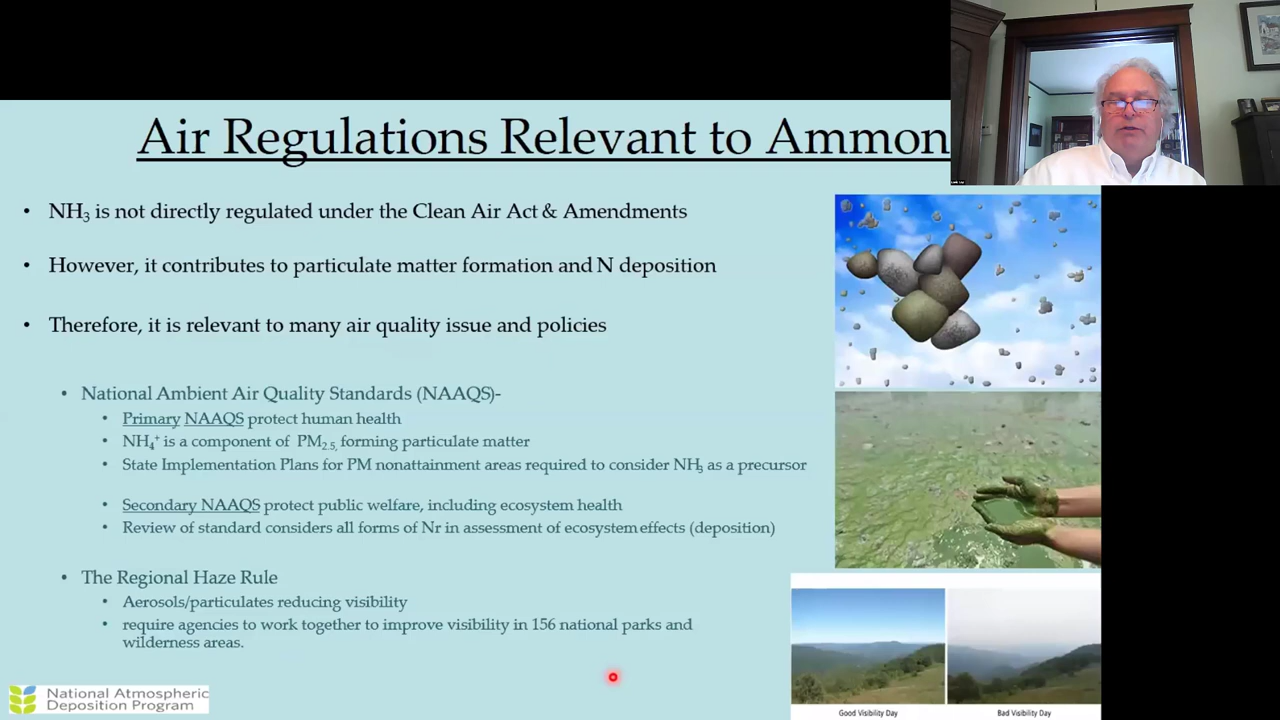 Air Regulations Relevant to Ammon
• NH₃ is not directly regulated under the Clean Air Act & Amendments
• However, it contributes to particulate matter formation and N deposition
• Therefore, it is relevant to many air quality issue and policies
• National Ambient Air Quality Standards (NAAQS)-
• Primary NAAQS protect human health
• NH₄⁺ is a component of PM₂.₅, forming particulate matter
• State Implementation Plans for PM nonattainment areas required to consider NH₃ as a precursor
• Secondary NAAQS protect public welfare, including ecosystem health
• Review of standard considers all forms of Nr in assessment of ecosystem effects (deposition)
• The Regional Haze Rule
• Aerosols/particulates reducing visibility
• require agencies to work together to improve visibility in 156 national parks and
wilderness areas.
Good Visibility Day
Bad Visibility Day
National Atmospheric
Deposition Program